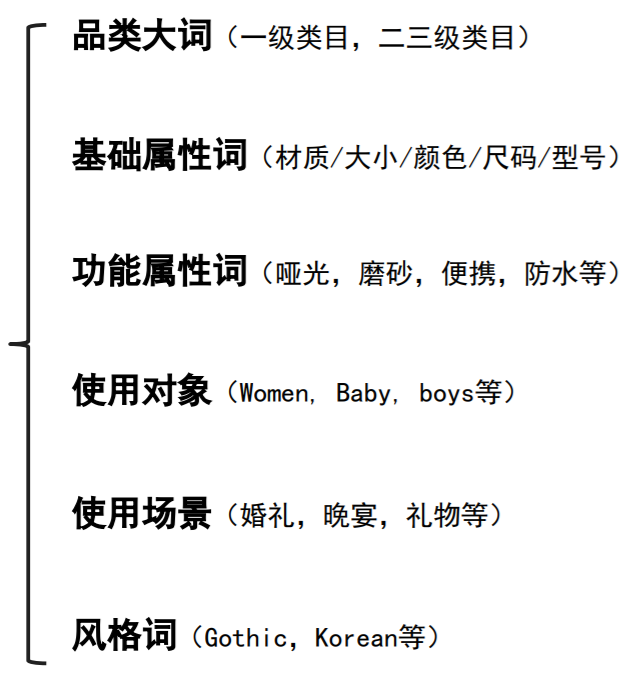 品类大词（一级类目，二三级类目）
基础属性词（材质/大小/颜色/尺码/型号）
功能属性词（哑光，磨砂，便携，防水等）
使用对象（Women, Baby, boys等）
使用场景（婚礼，晚宴，礼物等）
风格词（Gothic，Korean等）